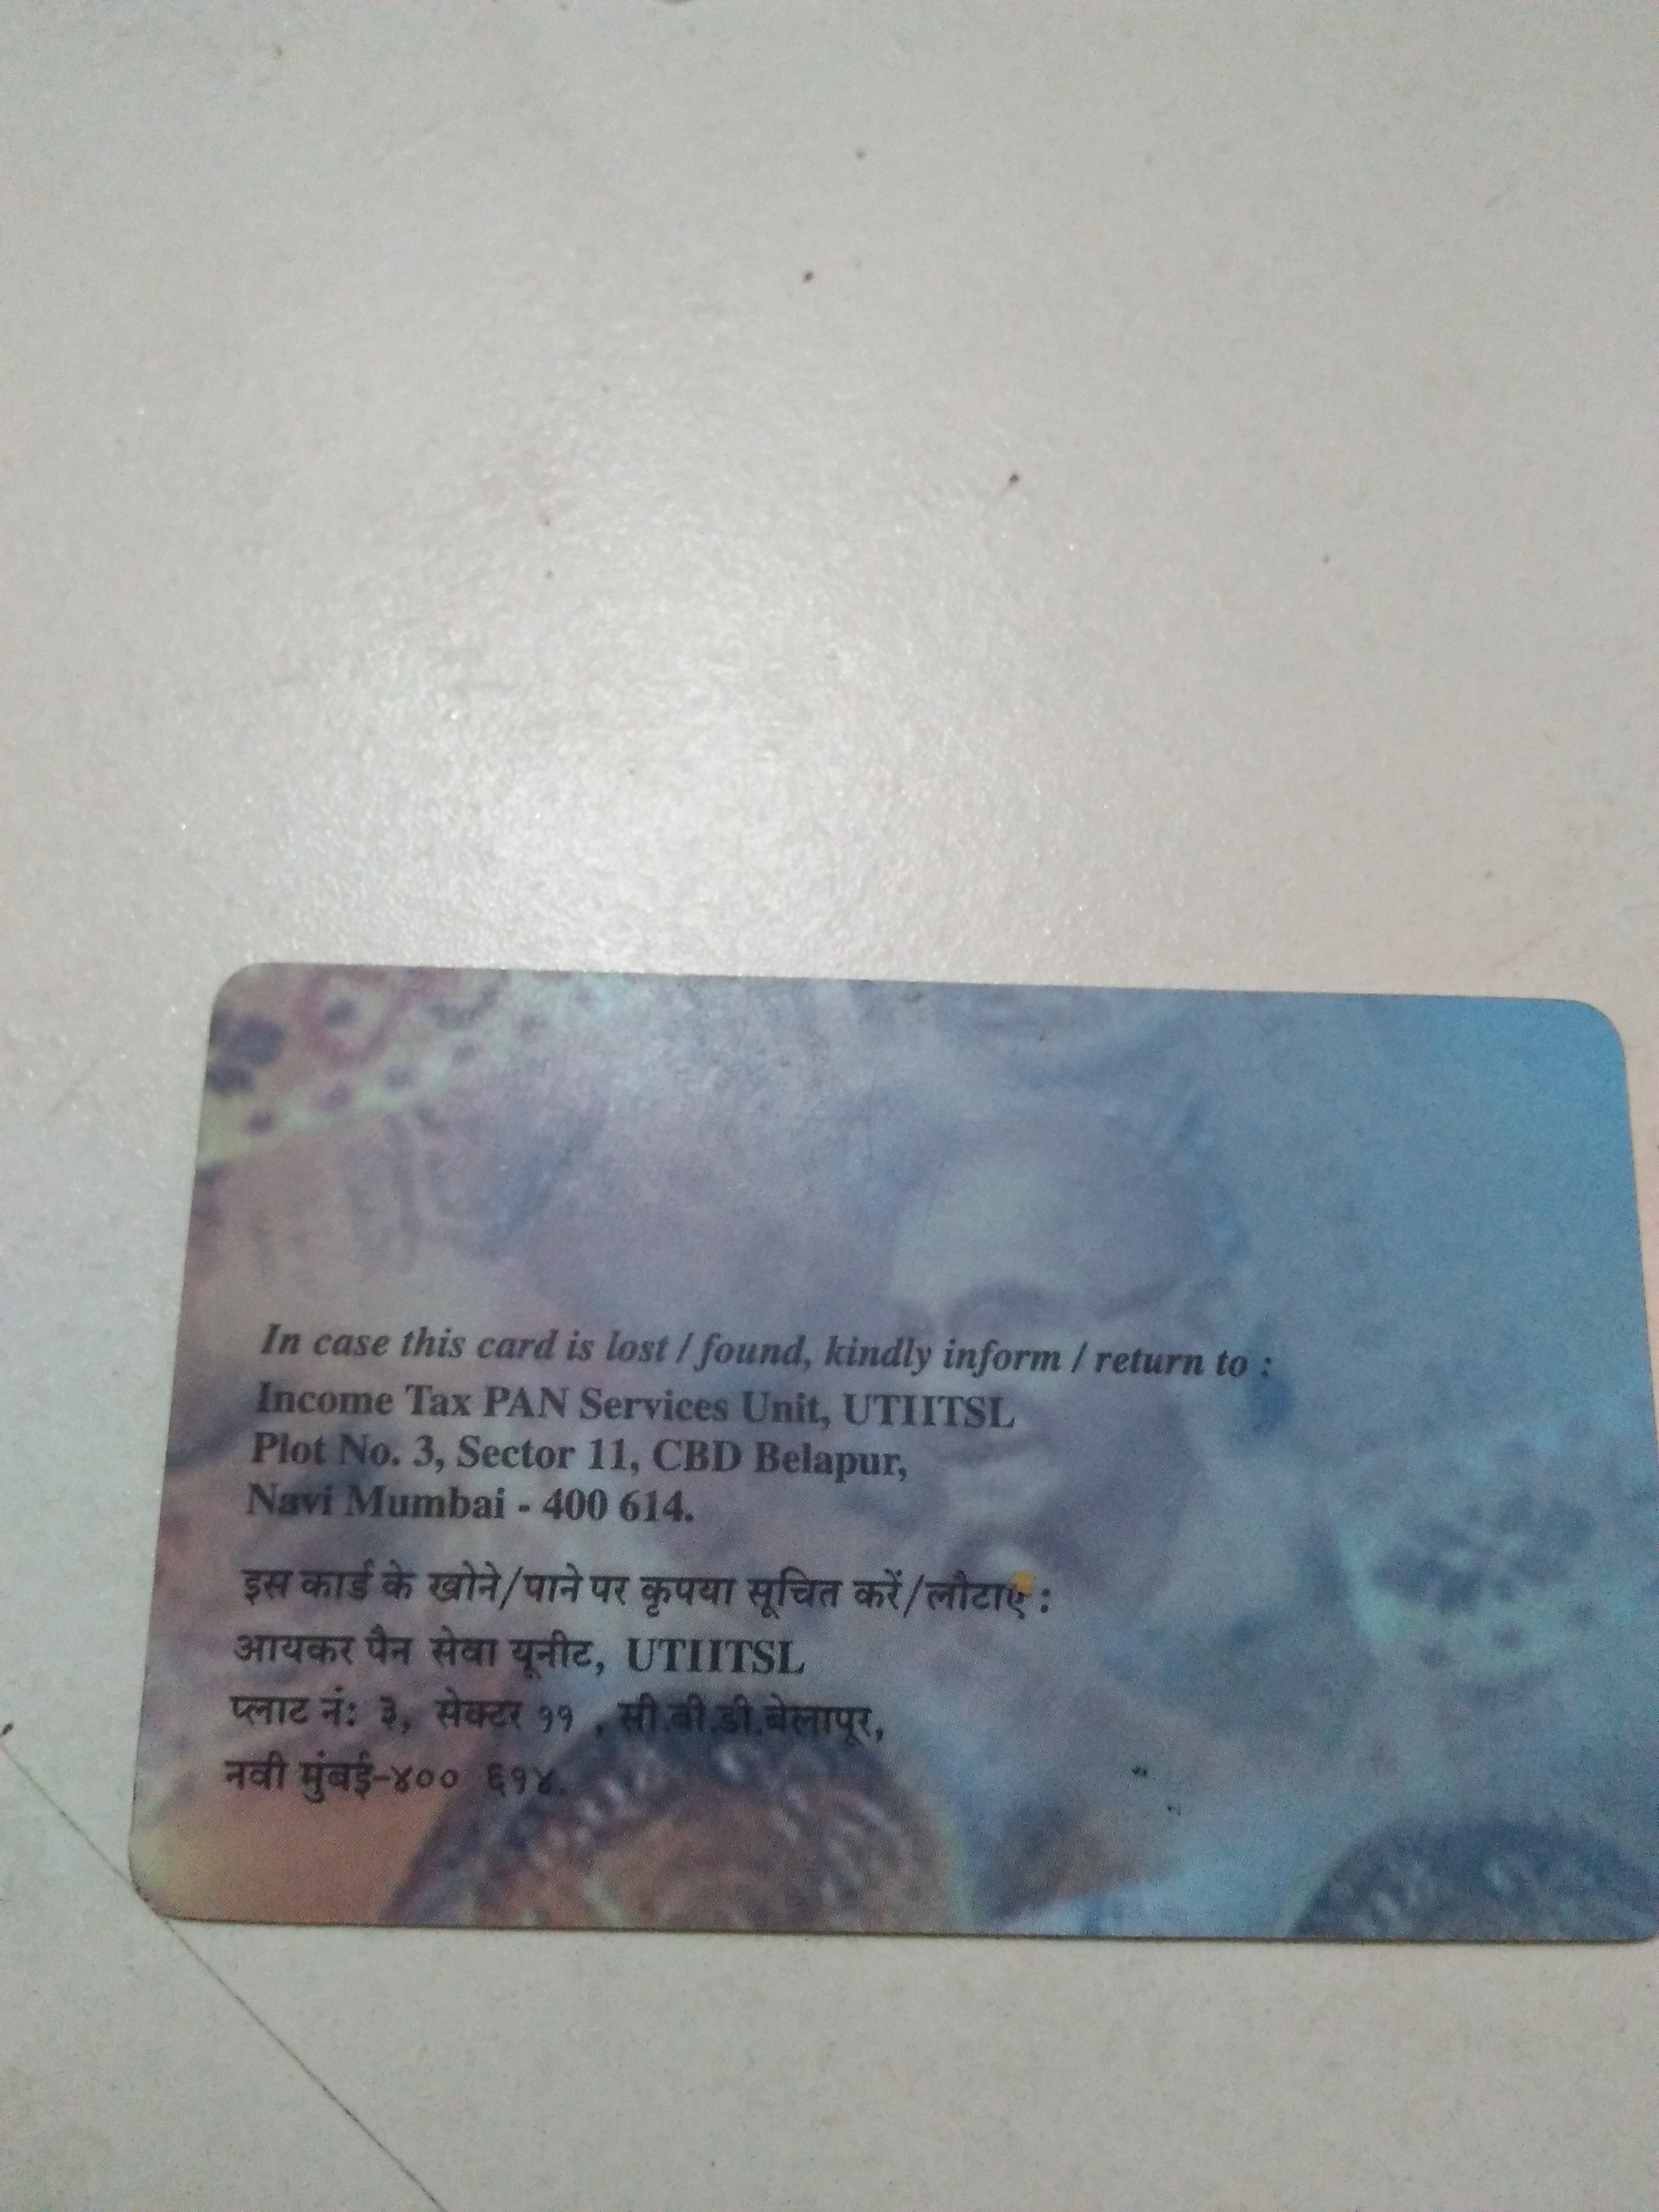 In case this card is lost / found, kindly inform / return to :
Income Tax PAN Services Unit, UTIITSL
Plot No. 3, Sector 11, CBD Belapur,
Navi Mumbai - 400 614.
इस कार्ड के खोने/पाने पर कृपया सूचित करें/लौटाएं :
आयकर पैन सेवा यूनीट, UTIITSL
प्लाट नं: ३, सेक्टर ११ , सी.बी.डी.बेलापूर,
नवी मुंबई-४०० ६१४.